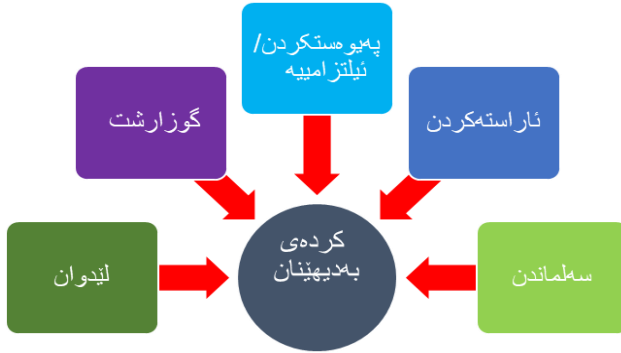 پەیوەستکردن/
ئیلتزامییە
ئاراستەکردن
گوزارشت
کردەی
بەدیهێنان
سەلماندن
لێدوان